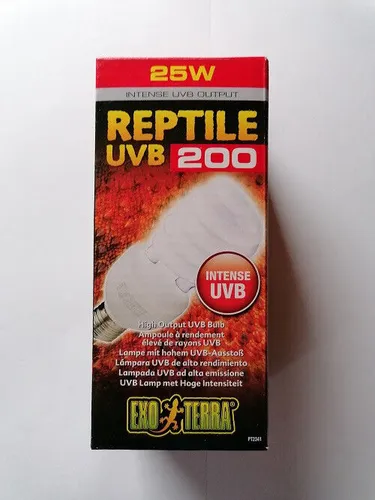 25W
INTENSE UVB OUTPUT
REPTILE
UVB 200
INTENSE
UVB
High Output UVB Bulb
Ampoule à rendement
élevé de rayons UVB
Lampe mit hohem UVB-Aasstoß
Lámpara UVB de alto rendimiento
Lampada UVB ad alta emissione
UVB Lamp met Hoge Intensiteit
EXO TERRA
PT2341